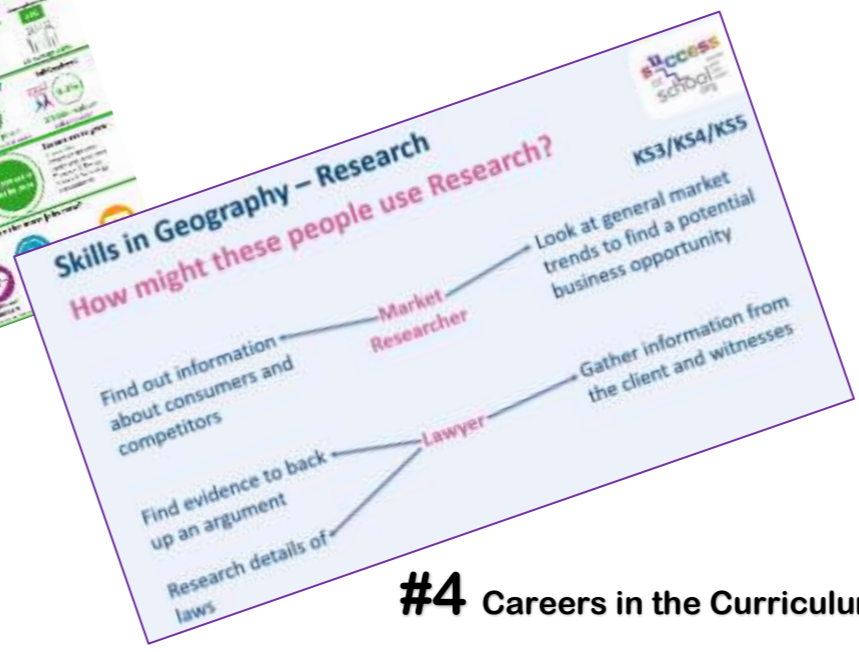 success
at
school
.org
KS3/KS4/KS5
Skills in Geography – Research
How might these people use Research?
Market
Researcher
Look at general market
trends to find a potential
business opportunity
Find out information
about consumers and
competitors
Lawyer
Gather information from
the client and witnesses
Find evidence to back
up an argument
Research details of
laws
#4 Careers in the Curriculu